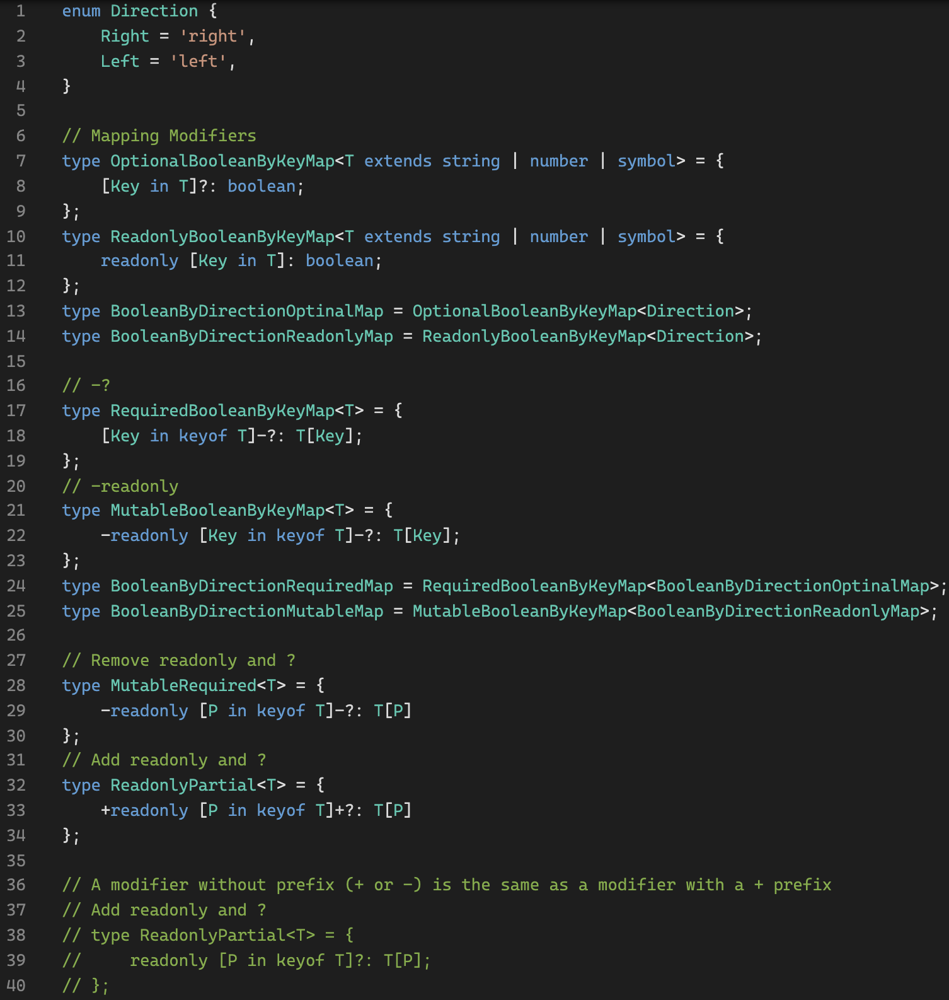 1 enum Direction {
2     Right = 'right',
3     Left = 'left',
4 }
5
6 // Mapping Modifiers
7 type OptionalBooleanByKeyMap<T extends string | number | symbol> = {
8     [Key in T]?: boolean;
9 };
10 type ReadonlyBooleanByKeyMap<T extends string | number | symbol> = {
11     readonly [Key in T]: boolean;
12 };
13 type BooleanByDirectionOptinalMap = OptionalBooleanByKeyMap<Direction>;
14 type BooleanByDirectionReadonlyMap = ReadonlyBooleanByKeyMap<Direction>;
15
16 // -?
17 type RequiredBooleanByKeyMap<T> = {
18     [Key in keyof T]-?: T[Key];
19 };
20 // -readonly
21 type MutableBooleanByKeyMap<T> = {
22     -readonly [Key in keyof T]-?: T[Key];
23 };
24 type BooleanByDirectionRequiredMap = RequiredBooleanByKeyMap<BooleanByDirectionOptinalMap>;
25 type BooleanByDirectionMutableMap = MutableBooleanByKeyMap<BooleanByDirectionReadonlyMap>;
26
27 // Remove readonly and ?
28 type MutableRequired<T> = {
29     -readonly [P in keyof T]-?: T[P]
30 };
31 // Add readonly and ?
32 type ReadonlyPartial<T> = {
33     +readonly [P in keyof T]+?: T[P]
34 };
35
36 // A modifier without prefix (+ or -) is the same as a modifier with a + prefix
37 // Add readonly and ?
38 // type ReadonlyPartial<T> = {
39 //     readonly [P in keyof T]?: T[P];
40 // };